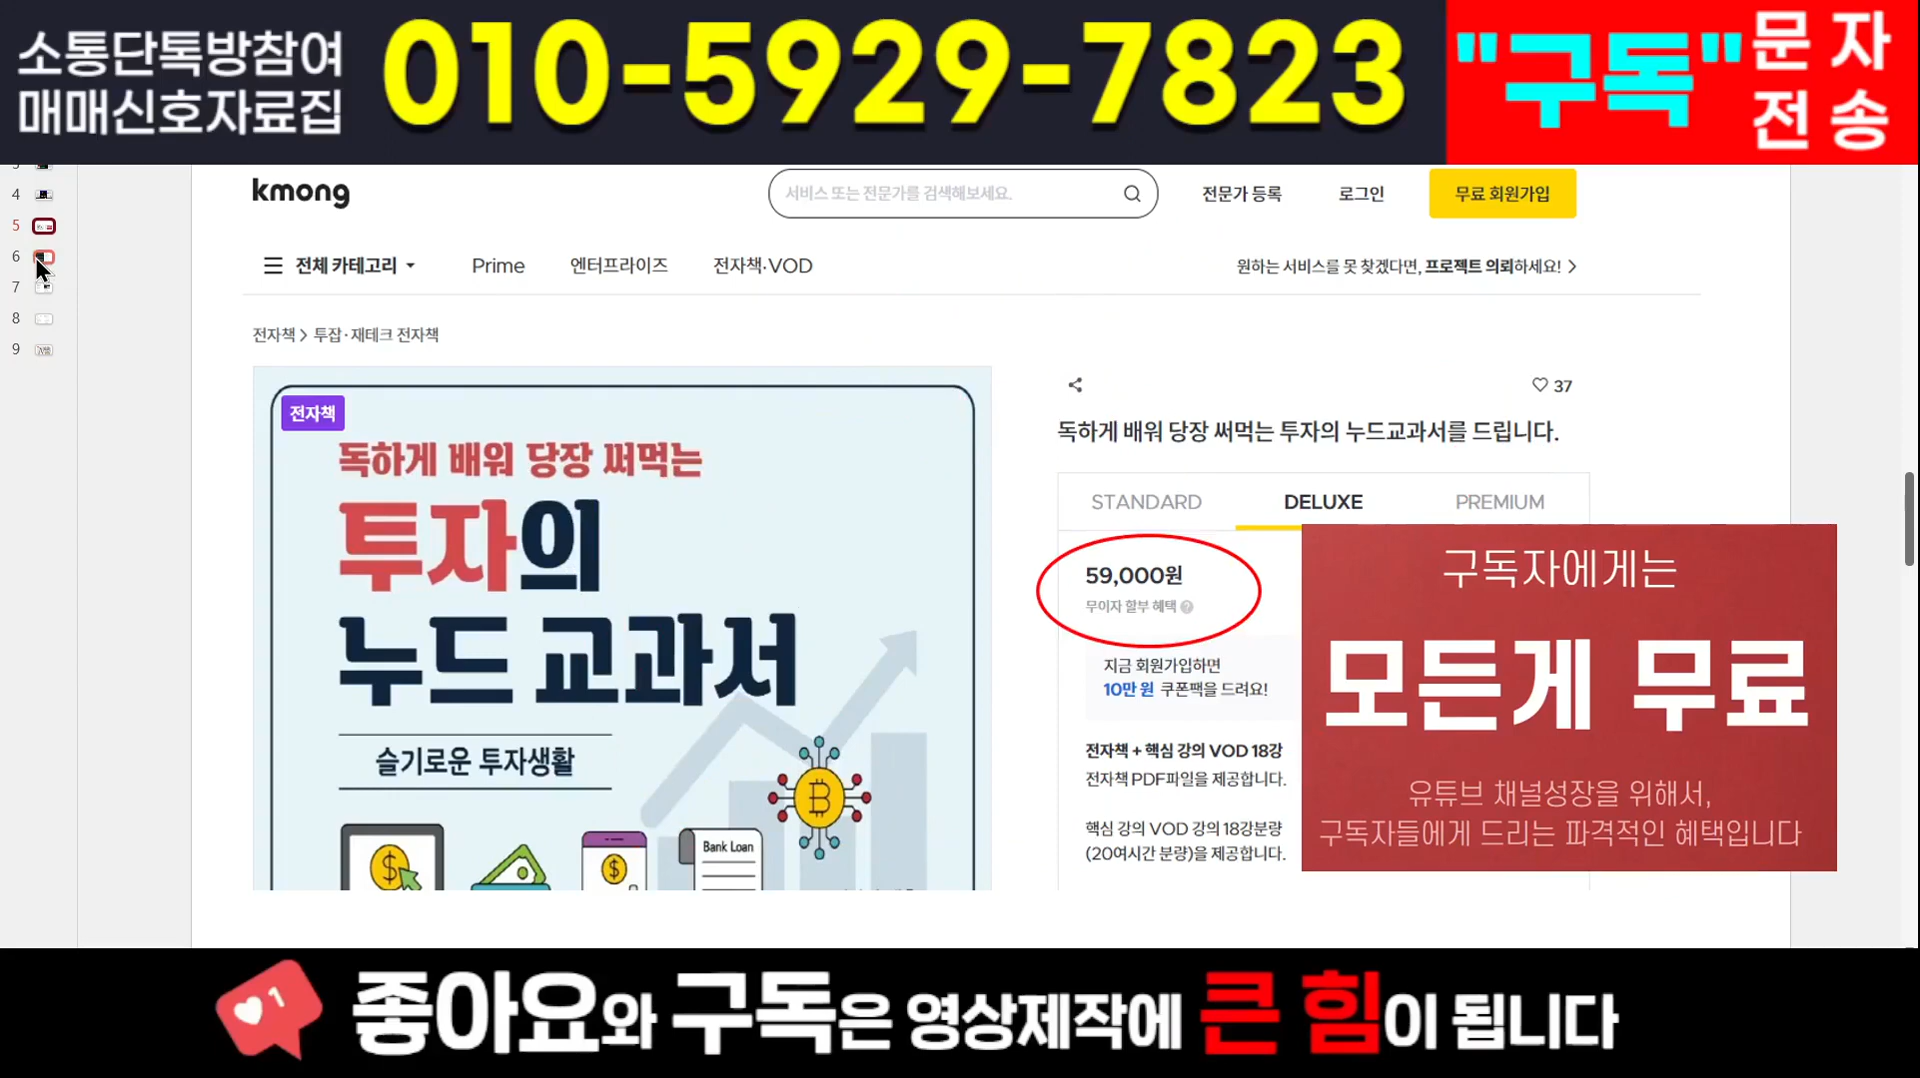 소통단톡방참여
매매신호자료집
010-5929-7823
"구독"
문 자
전 송
4
5
6
7
8
9
kmong
서비스 또는 전문가를 검색해보세요.
전문가 등록
로그인
무료 회원가입
전체 카테고리
Prime
엔터프라이즈
전자책·VOD
원하는 서비스를 못 찾겠다면, 프로젝트 의뢰하세요!
전자책 > 투잡·재테크 전자책
전자책
독하게 배워 당장 써먹는
투자의
누드 교과서
슬기로운 투자생활
Bank Loan
37
독하게 배워 당장 써먹는 투자의 누드교과서를 드립니다.
STANDARD
DELUXE
PREMIUM
59,000원
무이자 할부 혜택
지금 회원가입하면
10만 원 쿠폰팩을 드려요!
전자책 + 핵심 강의 VOD 18강
전자책 PDF파일을 제공합니다.
핵심 강의 VOD 강의 18강분량
(20여시간 분량)을 제공합니다.
구독자에게는
모든게 무료
유튜브 채널성장을 위해서,
구독자들에게 드리는 파격적인 혜택입니다
1
좋아요와 구독은 영상제작에 큰 힘이 됩니다